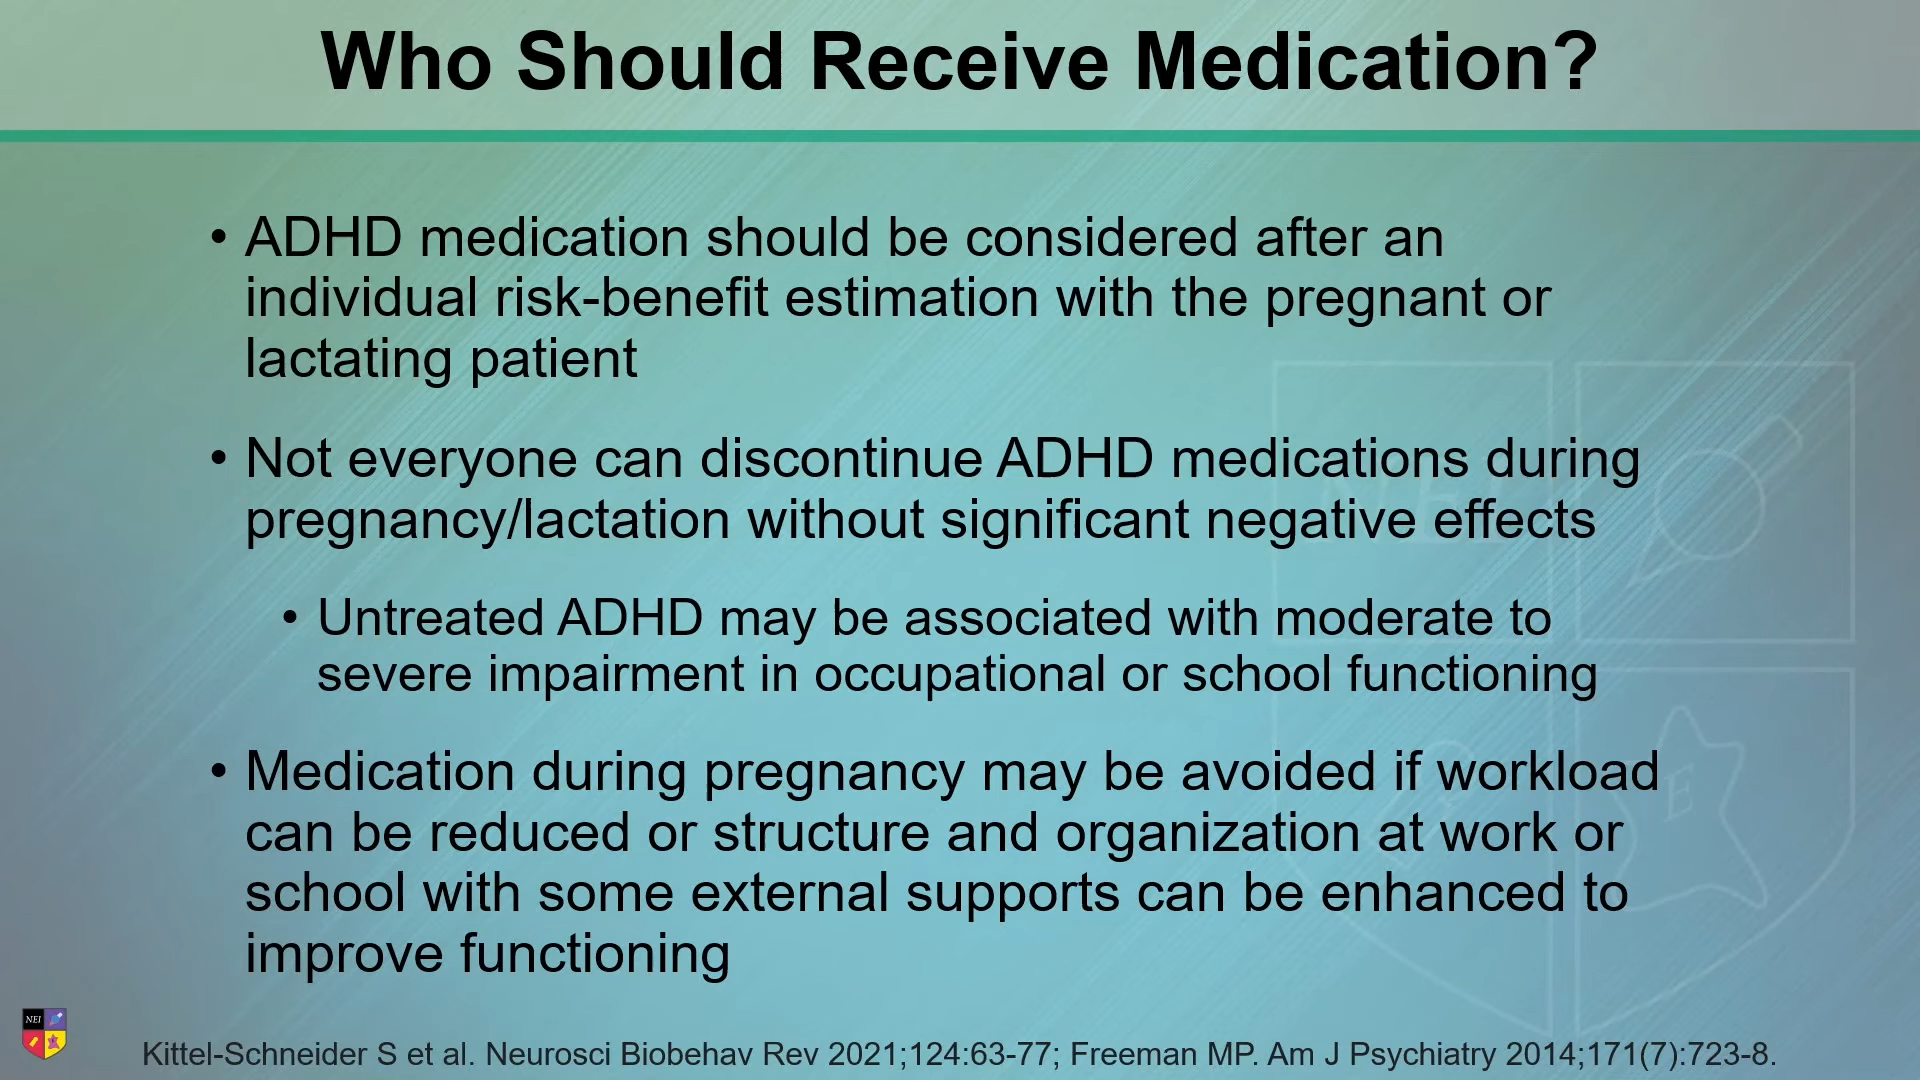 Who Should Receive Medication?
• ADHD medication should be considered after an
individual risk-benefit estimation with the pregnant or
lactating patient
• Not everyone can discontinue ADHD medications during
pregnancy/lactation without significant negative effects
• Untreated ADHD may be associated with moderate to
severe impairment in occupational or school functioning
• Medication during pregnancy may be avoided if workload
can be reduced or structure and organization at work or
school with some external supports can be enhanced to
improve functioning
NEI
Kittel-Schneider S et al. Neurosci Biobehav Rev 2021;124:63-77; Freeman MP. Am J Psychiatry 2014;171(7):723-8.